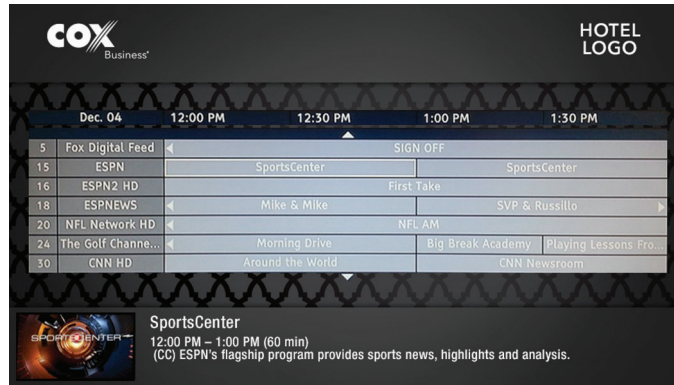 COX
Business
HOTEL
LOGO
Dec. 04 12:00 PM 12:30 PM 1:00 PM 1:30 PM
5 Fox Digital Feed SIGN OFF
15 ESPN SportsCenter SportsCenter
16 ESPN2 HD First Take
18 ESPNEWS Mike & Mike SVP & Russillo
20 NFL Network HD NFL AM
24 The Golf Channe... Morning Drive Big Break Academy Playing Lessons Fro...
30 CNN HD Around the World CNN Newsroom
SPORTSCENTER
SportsCenter
12:00 PM – 1:00 PM (60 min)
(CC) ESPN's flagship program provides sports news, highlights and analysis.